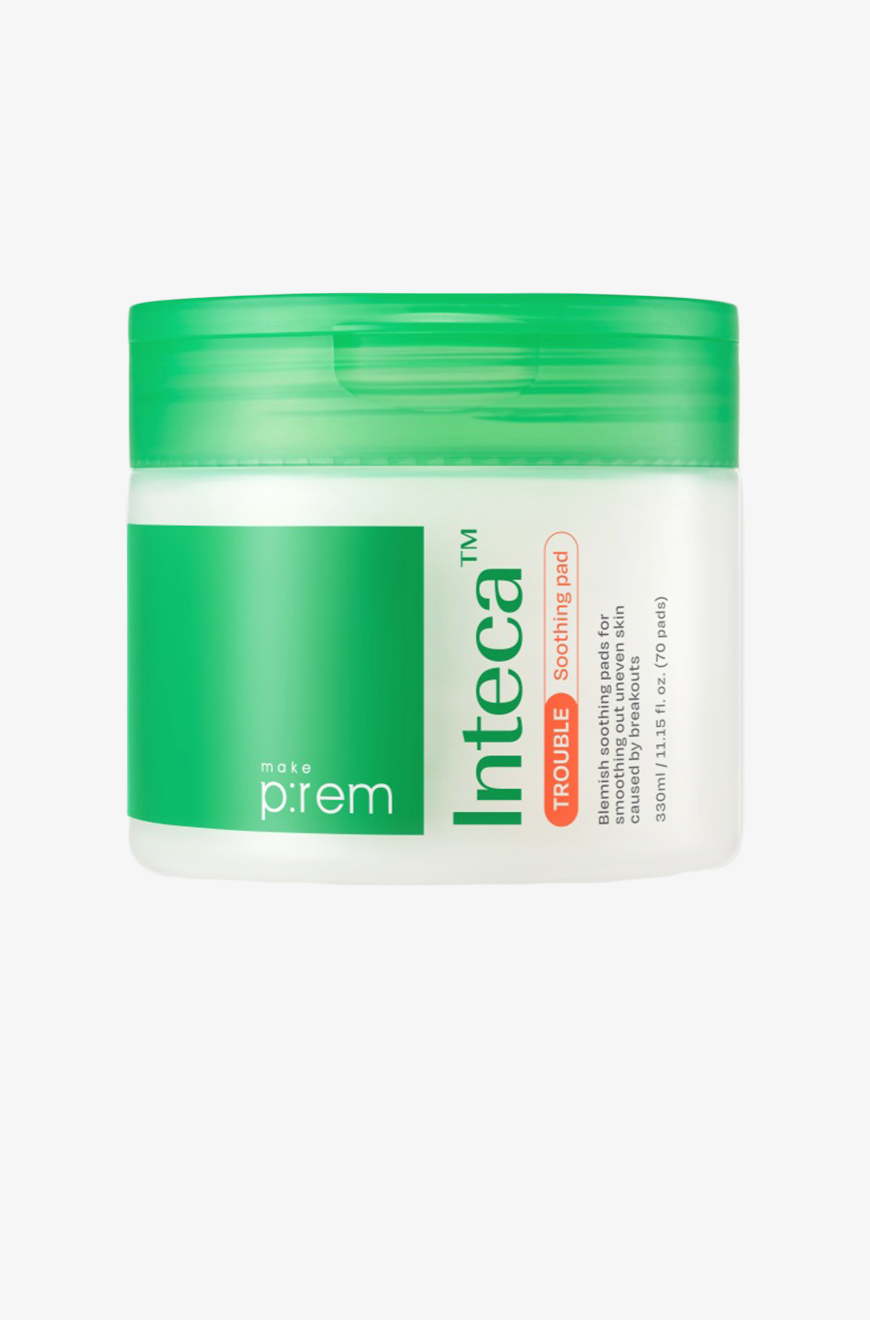 make
p:rem
Inteca™
TROUBLE Soothing pad
Blemish soothing pads for
smoothing out uneven skin
caused by breakouts
330ml / 11.15 fl. oz. (70 pads)